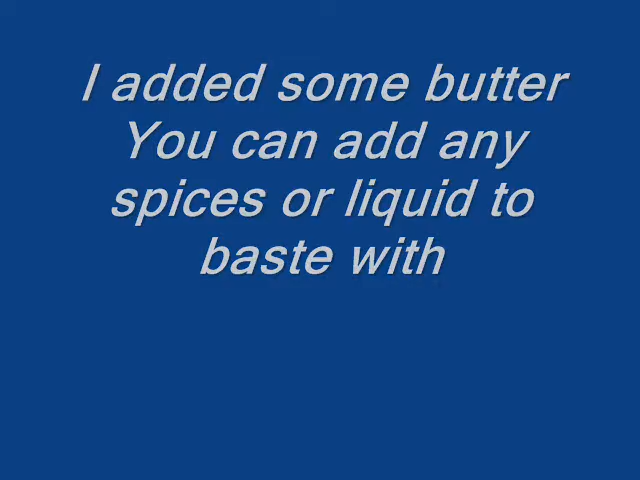 I added some butter
You can add any
spices or liquid to
baste with